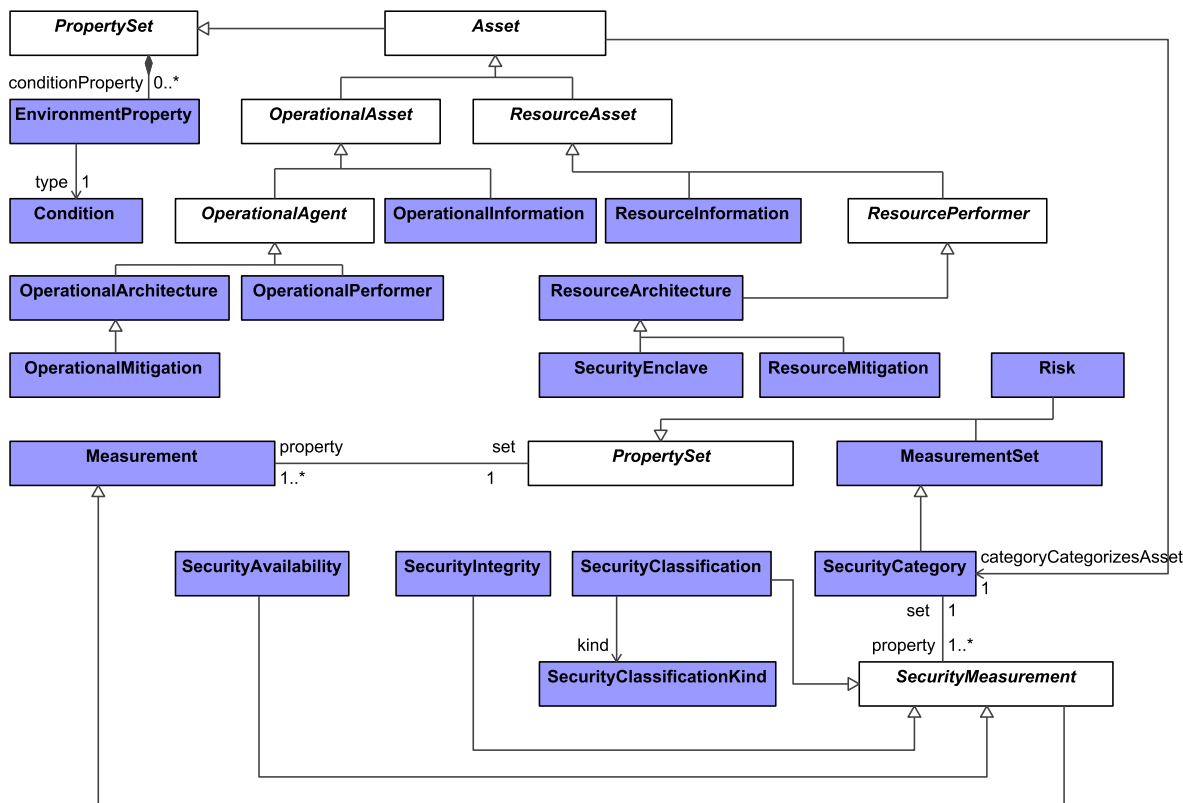 PropertySet
Asset
conditionProperty
0..*
EnvironmentProperty
OperationalAsset
ResourceAsset
type
1
Condition
OperationalAgent
OperationalInformation
ResourceInformation
ResourcePerformer
OperationalArchitecture
OperationalPerformer
ResourceArchitecture
OperationalMitigation
SecurityEnclave
ResourceMitigation
Risk
Measurement
property
1..*
set
1
PropertySet
MeasurementSet
SecurityAvailability
SecurityIntegrity
SecurityClassification
SecurityCategory
categoryCategorizesAsset
1
set
1
kind
property
1..*
SecurityClassificationKind
SecurityMeasurement